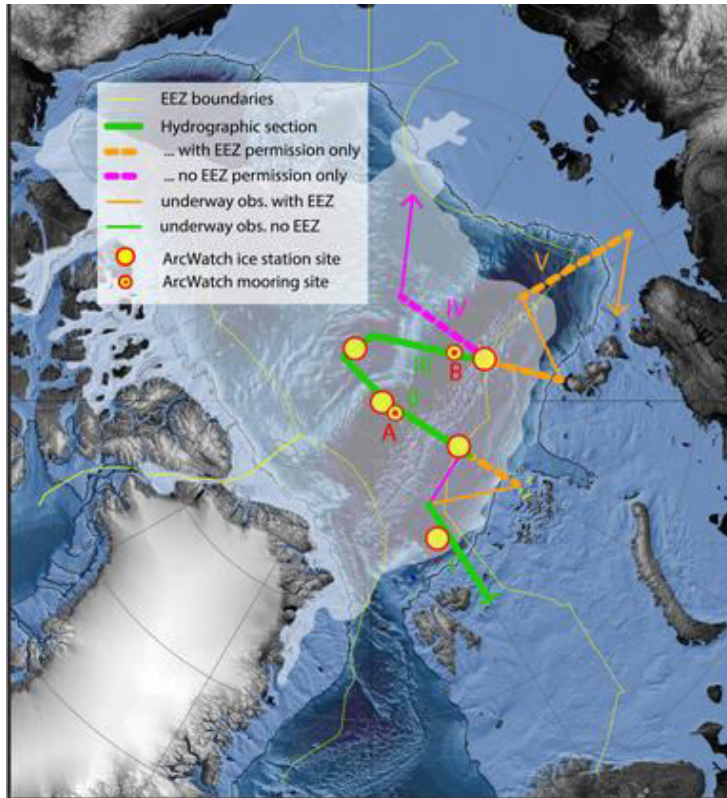 EEZ boundaries
Hydrographic section
... with EEZ permission only
... no EEZ permission only
underway obs. with EEZ
underway obs. no EEZ
ArcWatch ice station site
ArcWatch mooring site
V
IV
III
B
II
A